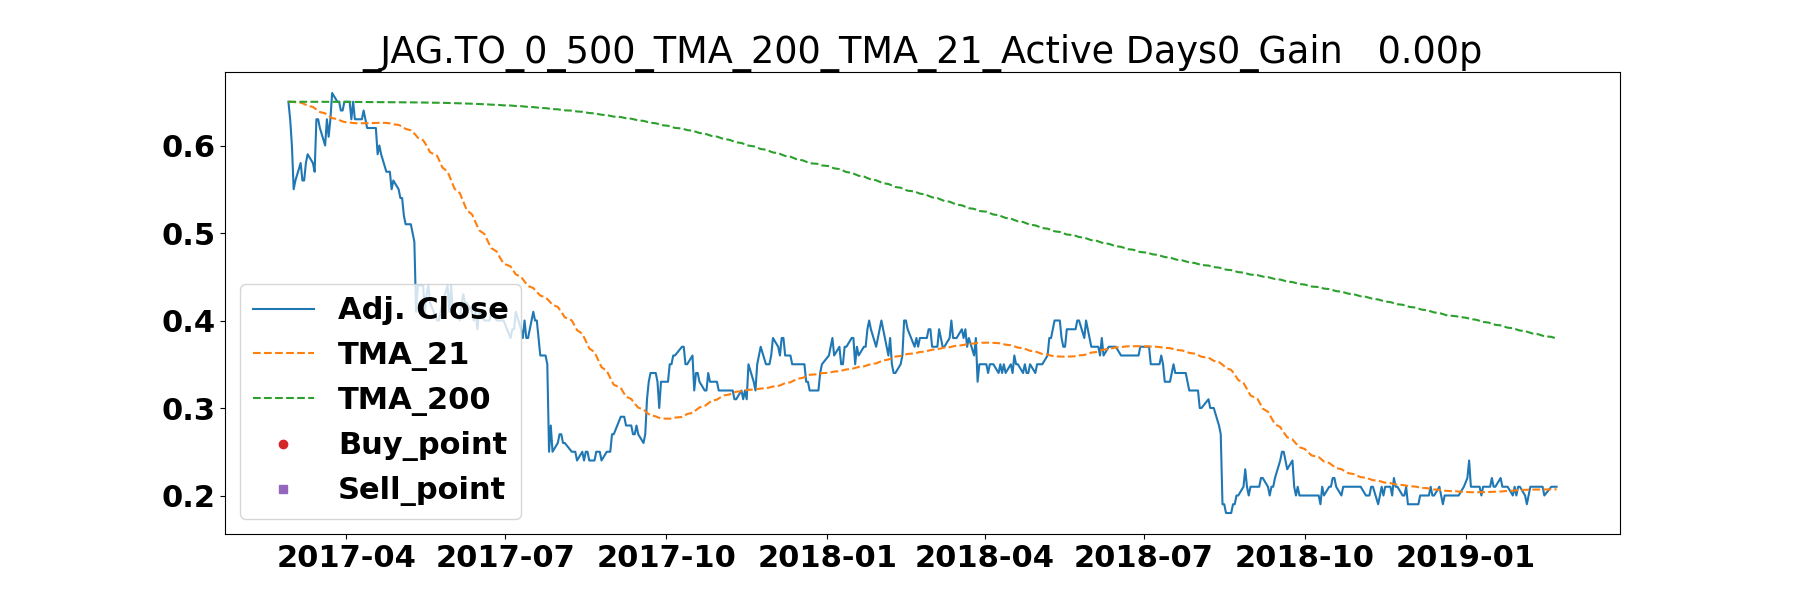 _JAG.TO_0_500_TMA_200_TMA_21_Active Days0_Gain   0.00p
0.6
0.5
0.4
0.3
0.2
Adj. Close
TMA_21
TMA_200
Buy_point
Sell_point
2017-04 2017-07 2017-10 2018-01 2018-04 2018-07 2018-10 2019-01